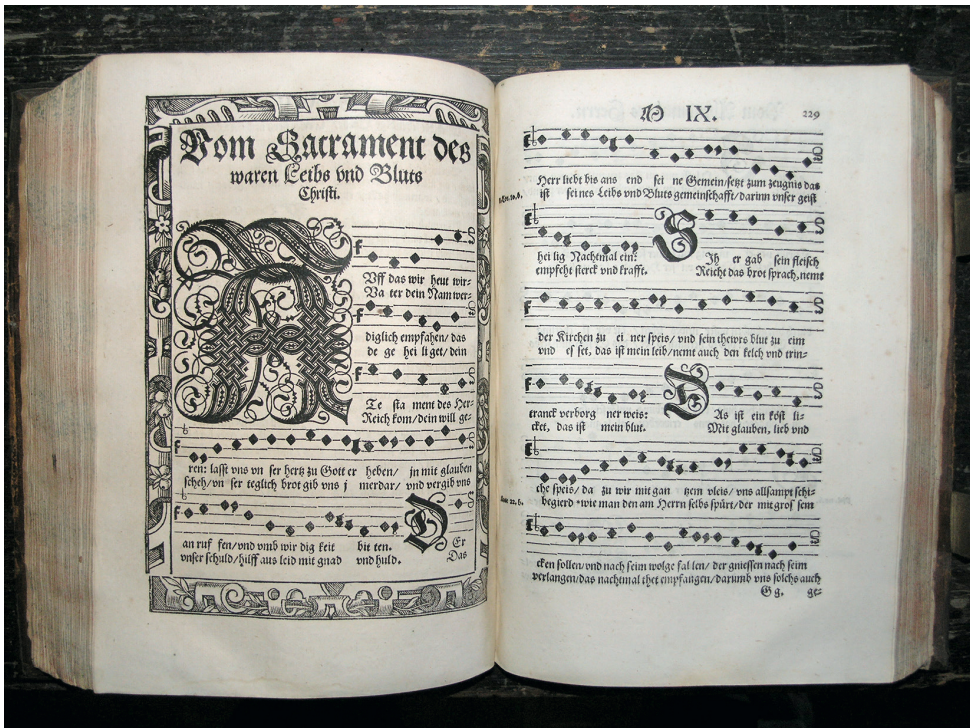 Vom Sacrament des
waren Leibs vnd Bluts
Christi.
A
Vff das wir heut wir-
Va ter dein Nam wer-
diglich empfahen/ das
de ge hei li get/ dein
Te sta ment des Her-
Reich kom/ dein will ge-
ren: lasst vns vn ser hertz zu Gott er heben/ jn mit glauben
scheh/ vn ser teglich brot gib vns j merdar/ vnd vergib vns
an ruf fen/ vnd vmb wir dig keit bit ten. D Er
vnser schuld/ hilff aus leid mit gnad vnd huld. Das
IX. 229
Herr liebt bis ans end sei ne Gemein/ setzt zum zeugnis das
ist seines Leibs vnd Bluts gemeinschafft/ darinn vnser geist
hei lig Nachtmal ein: S Jh er gab sein fleisch
empfeht sterck vnd krafft. Reicht das brot sprach, nemt
der Kirchen zu ei ner speis/ vnd sein thewrs blut zu eim
vnd es set, das ist mein leib/ nemt auch den kelch vnd trin-
tranck verborg ner weis: D As ist ein köst li-
cket, das ist mein blut. Mit glauben, lieb vnd
che speis/ da zu wir mit gan tzem vleis/ vns allsampt schi-
begierd wie man den am Herrn selbs spürt/ der mit gros sem
cken sollen/ vnd nach seim wolge fal len/ der gniessen nach seim
verlangen/ das nachtmal thet empfangen/ darumb vns solchs auch
G g. ge-